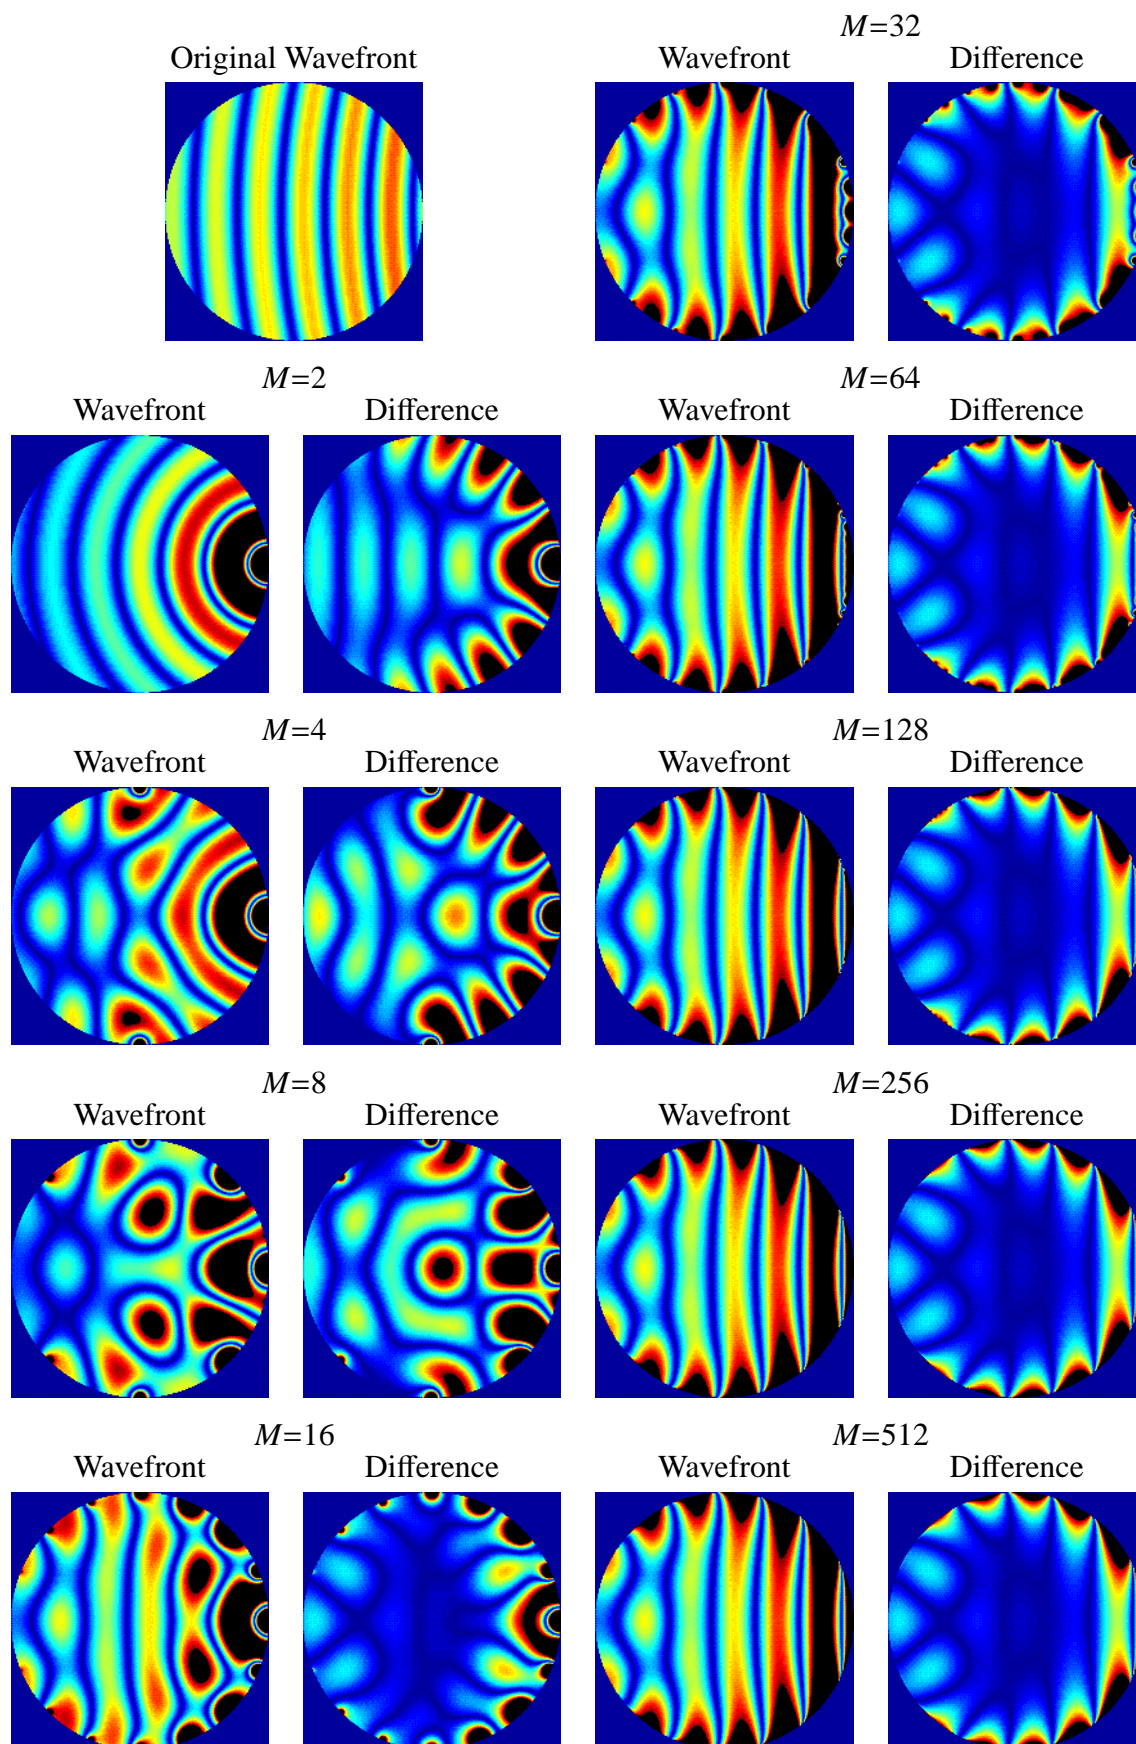 M=32
Original Wavefront
Wavefront
Difference
M=2
M=64
Wavefront
Difference
Wavefront
Difference
M=4
M=128
Wavefront
Difference
Wavefront
Difference
M=8
M=256
Wavefront
Difference
Wavefront
Difference
M=16
M=512
Wavefront
Difference
Wavefront
Difference